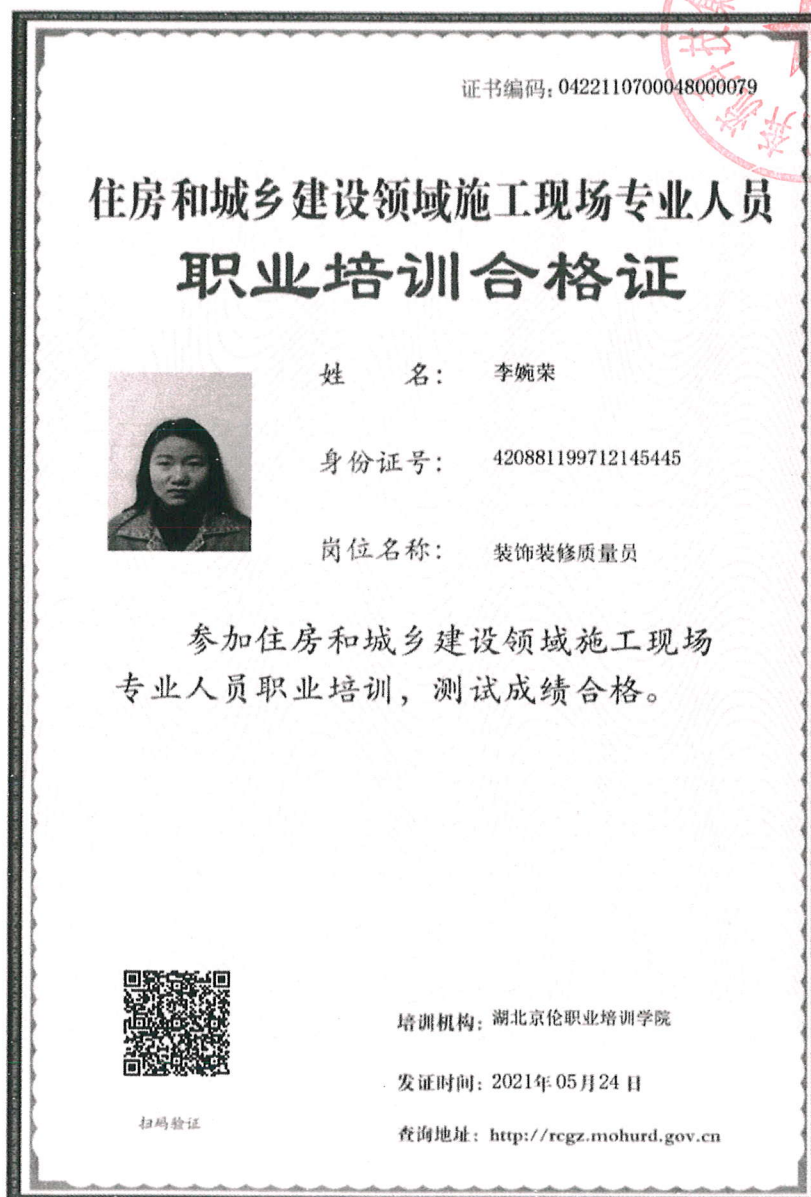 证书编码: 0422110700048000079
住房和城乡建设领域施工现场专业人员
职业培训合格证
姓 名: 李婉荣
身份证号: 420881199712145445
岗位名称: 装饰装修质量员
参加住房和城乡建设领域施工现场
专业人员职业培训，测试成绩合格。
培训机构: 湖北京伦职业培训学院
发证时间: 2021年05月24日
扫码验证
查询地址: http://rcgz.mohurd.gov.cn